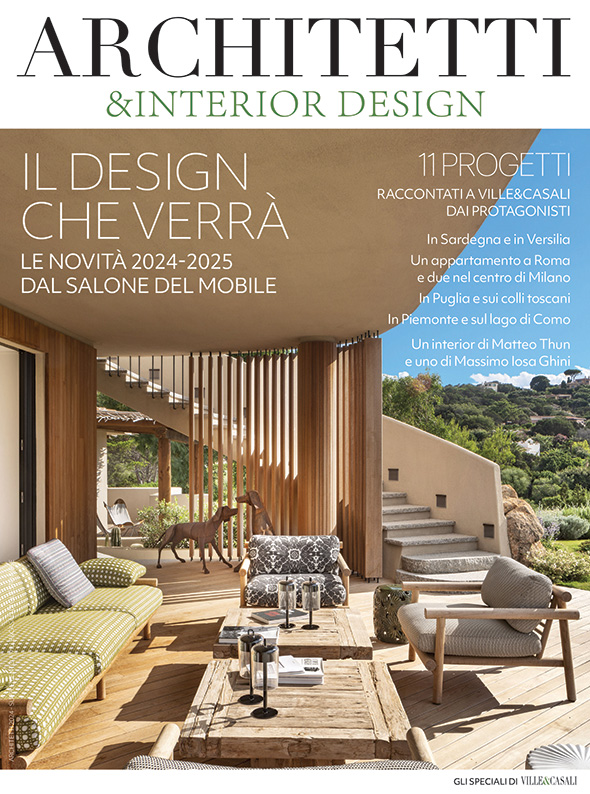 ARCHITETTI
&INTERIOR DESIGN
IL DESIGN
CHE VERRÀ
LE NOVITÀ 2024-2025
DAL SALONE DEL MOBILE
11 PROGETTI
RACCONTATI A VILLE&CASALI
DAI PROTAGONISTI
In Sardegna e in Versilia
Un appartamento a Roma
e due nel centro di Milano
In Puglia e sui colli toscani
In Piemonte e sul lago di Como
Un interior di Matteo Thun
e uno di Massimo Iosa Ghini
GLI SPECIALI DI VILLE&CASALI